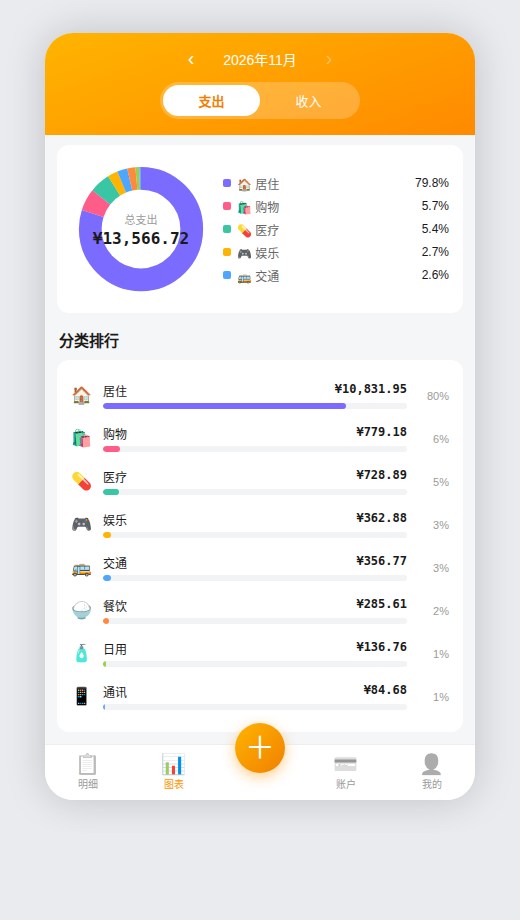 ‹ 2026年11月 ›
支出 收入
总支出
¥13,566.72
居住 79.8%
购物 5.7%
医疗 5.4%
娱乐 2.7%
交通 2.6%
分类排行
居住 ¥10,831.95 80%
购物 ¥779.18 6%
医疗 ¥728.89 5%
娱乐 ¥362.88 3%
交通 ¥356.77 3%
餐饮 ¥285.61 2%
日用 ¥136.76 1%
通讯 ¥84.68 1%
明细 图表 账户 我的